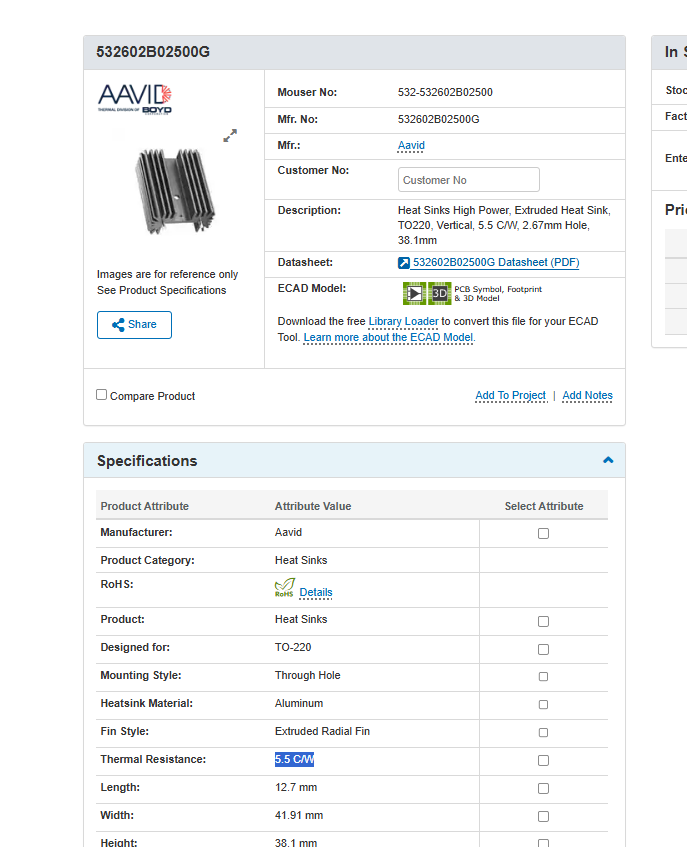 532602B02500G
In
AAVID
THERMAL DIVISION OF BOYD
Images are for reference only
See Product Specifications
Share
Mouser No: 532-532602B02500
Mfr. No: 532602B02500G
Mfr.: Aavid
Customer No: Customer No
Description: Heat Sinks High Power, Extruded Heat Sink,
TO220, Vertical, 5.5 C/W, 2.67mm Hole,
38.1mm
Datasheet: 532602B02500G Datasheet (PDF)
ECAD Model: 3D PCB Symbol, Footprint
& 3D Model
Download the free Library Loader to convert this file for your ECAD
Tool. Learn more about the ECAD Model.
Compare Product
Add To Project | Add Notes
Stoc
Fact
Ente
Pri
Specifications
Product Attribute Attribute Value Select Attribute
Manufacturer: Aavid
Product Category: Heat Sinks
RoHS: RoHS Details
Product: Heat Sinks
Designed for: TO-220
Mounting Style: Through Hole
Heatsink Material: Aluminum
Fin Style: Extruded Radial Fin
Thermal Resistance: 5.5 C/W
Length: 12.7 mm
Width: 41.91 mm
Height: 38.1 mm